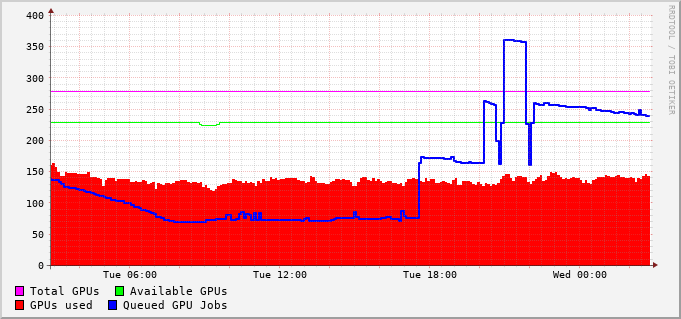 400
350
300
250
200
150
100
50
0
Tue 06:00 Tue 12:00 Tue 18:00 Wed 00:00
Total GPUs Available GPUs
GPUs used Queued GPU Jobs
RRDTOOL / TOBI OETIKER